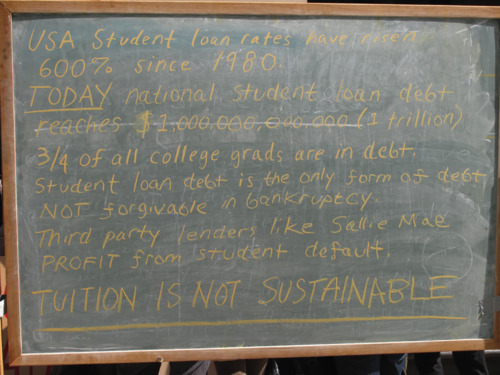 USA Student loan rates have risen
600% since 1980.
TODAY national student loan debt
reaches $1,000,000,000,000 (1 trillion)
3/4 of all college grads are in debt.
Student loan debt is the only form of debt
NOT forgivable in bankruptcy.
Third party lenders like Sallie Mae
PROFIT from student default.
TUITION IS NOT SUSTAINABLE